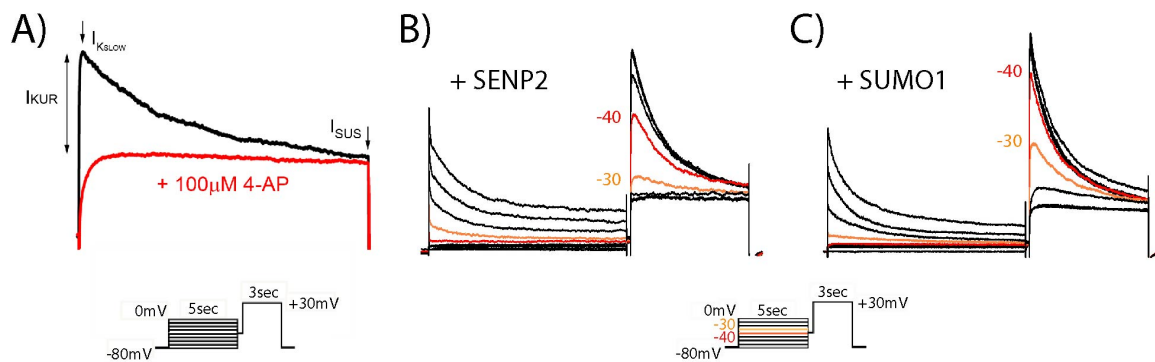 A)
I KSLOW
IKUR
ISUS
+ 100µM 4-AP
0mV
5sec
3sec
+30mV
-80mV
B)
+ SENP2
-40
-30
C)
+ SUMO1
-40
-30
0mV
5sec
3sec
+30mV
-30
-40
-80mV